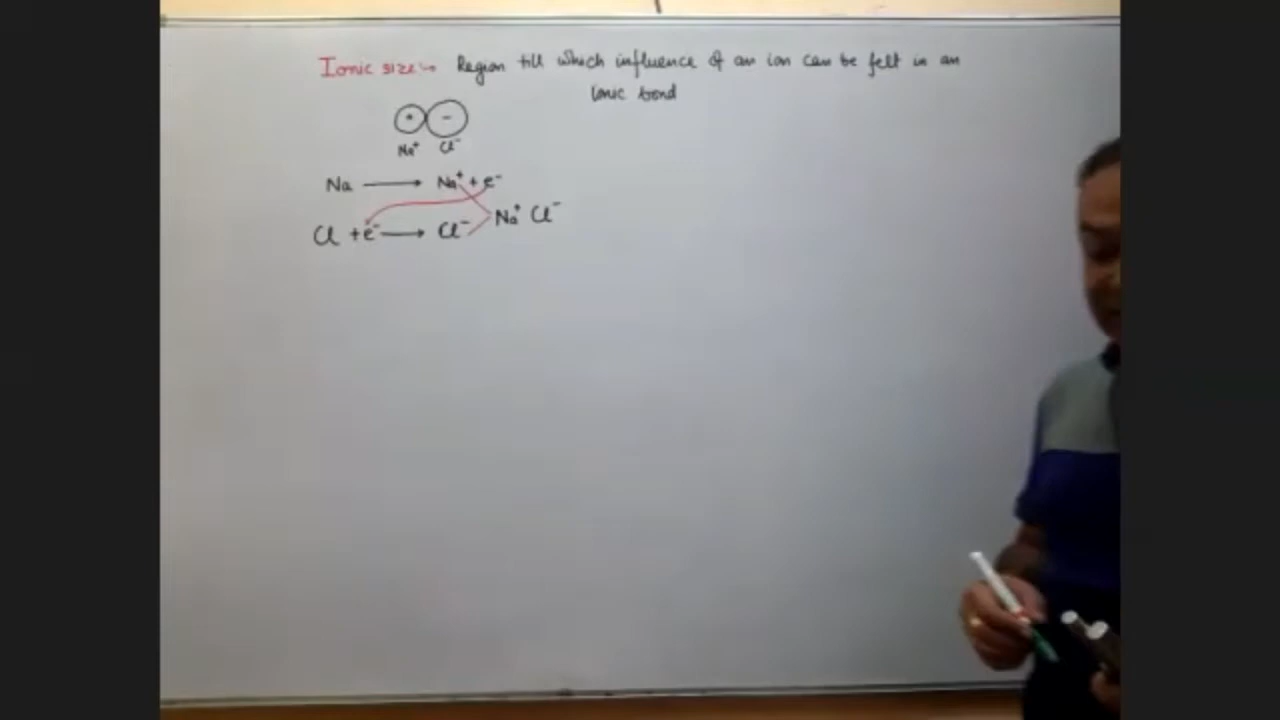 Ionic size :→ Region till which influence of an ion can be felt in an
Ionic bond
+ −
Na⁺ Cl⁻
Na ⟶ Na⁺ + e⁻
Na⁺ Cl⁻
Cl + e⁻ ⟶ Cl⁻